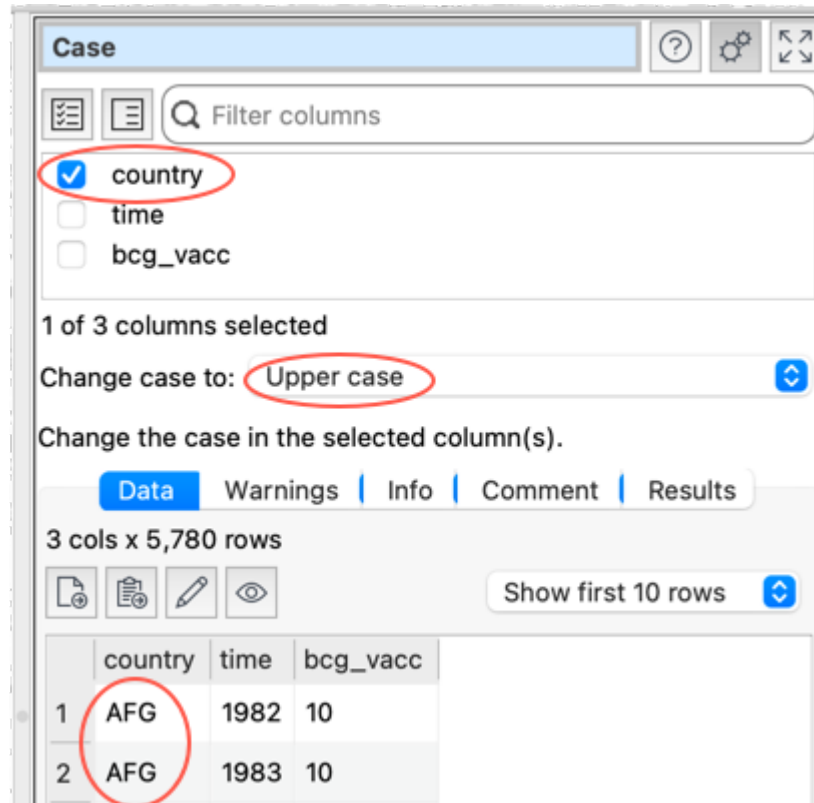 Case
Filter columns
country
time
bcg_vacc
1 of 3 columns selected
Change case to: Upper case
Change the case in the selected column(s).
Data Warnings Info Comment Results
3 cols x 5,780 rows
Show first 10 rows
country time bcg_vacc
1 AFG 1982 10
2 AFG 1983 10